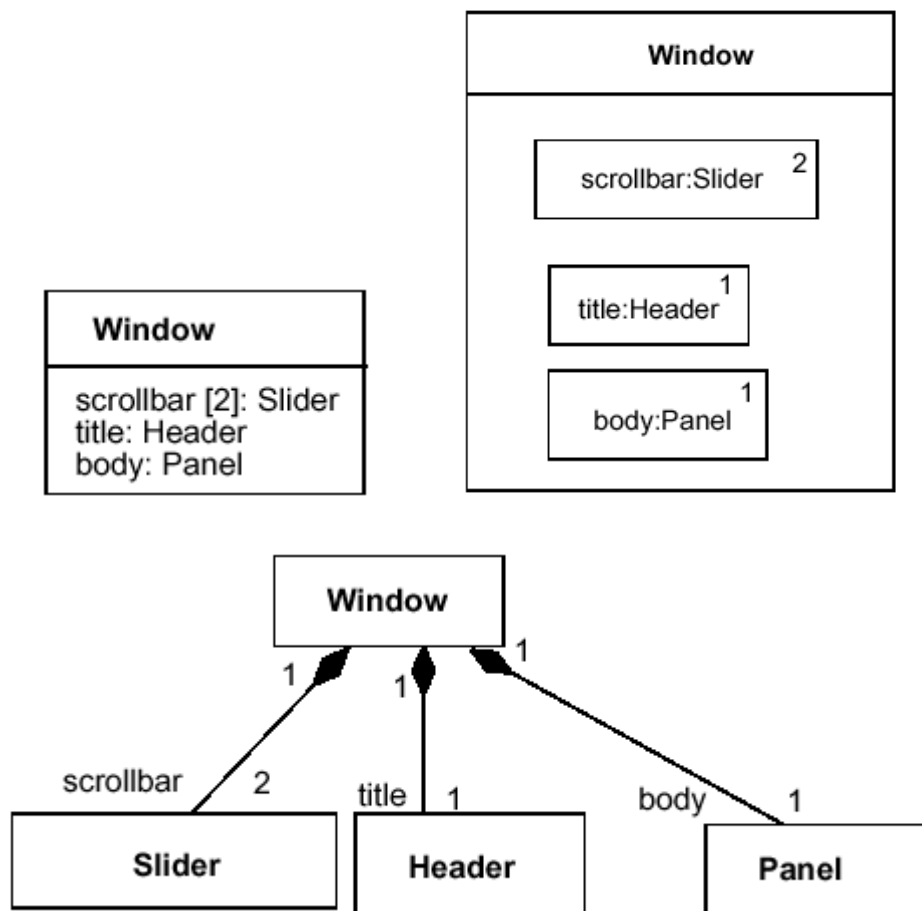 Window
scrollbar:Slider
2
title:Header
1
body:Panel
1
Window
scrollbar [2]: Slider
title: Header
body: Panel
Window
1
1
1
scrollbar
2
title
1
body
1
Slider
Header
Panel